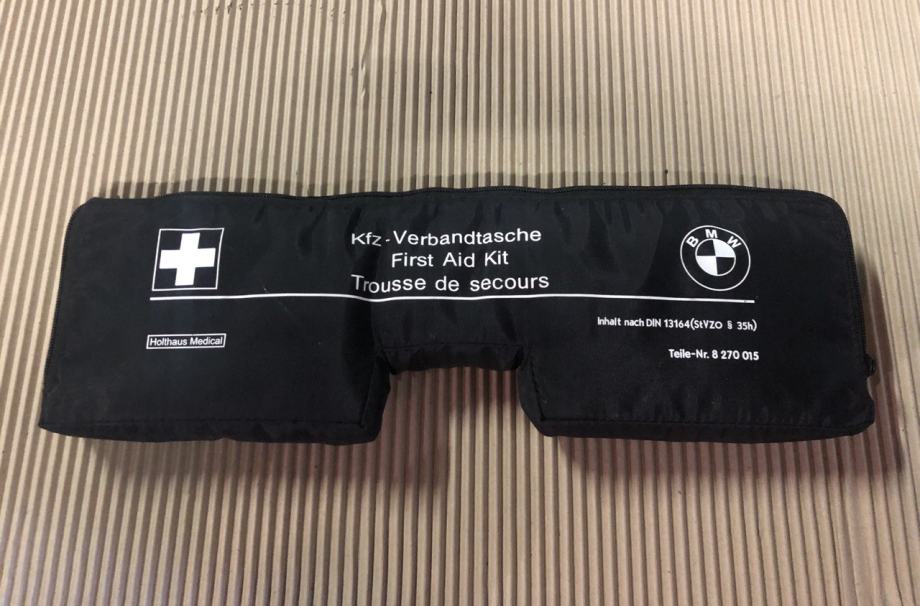 Kfz-Verbandtasche
First Aid Kit
Trousse de secours
BMW
Inhalt nach DIN 13164(StVZO § 35h)
Holthaus Medical
Teile-Nr. 8 270 015